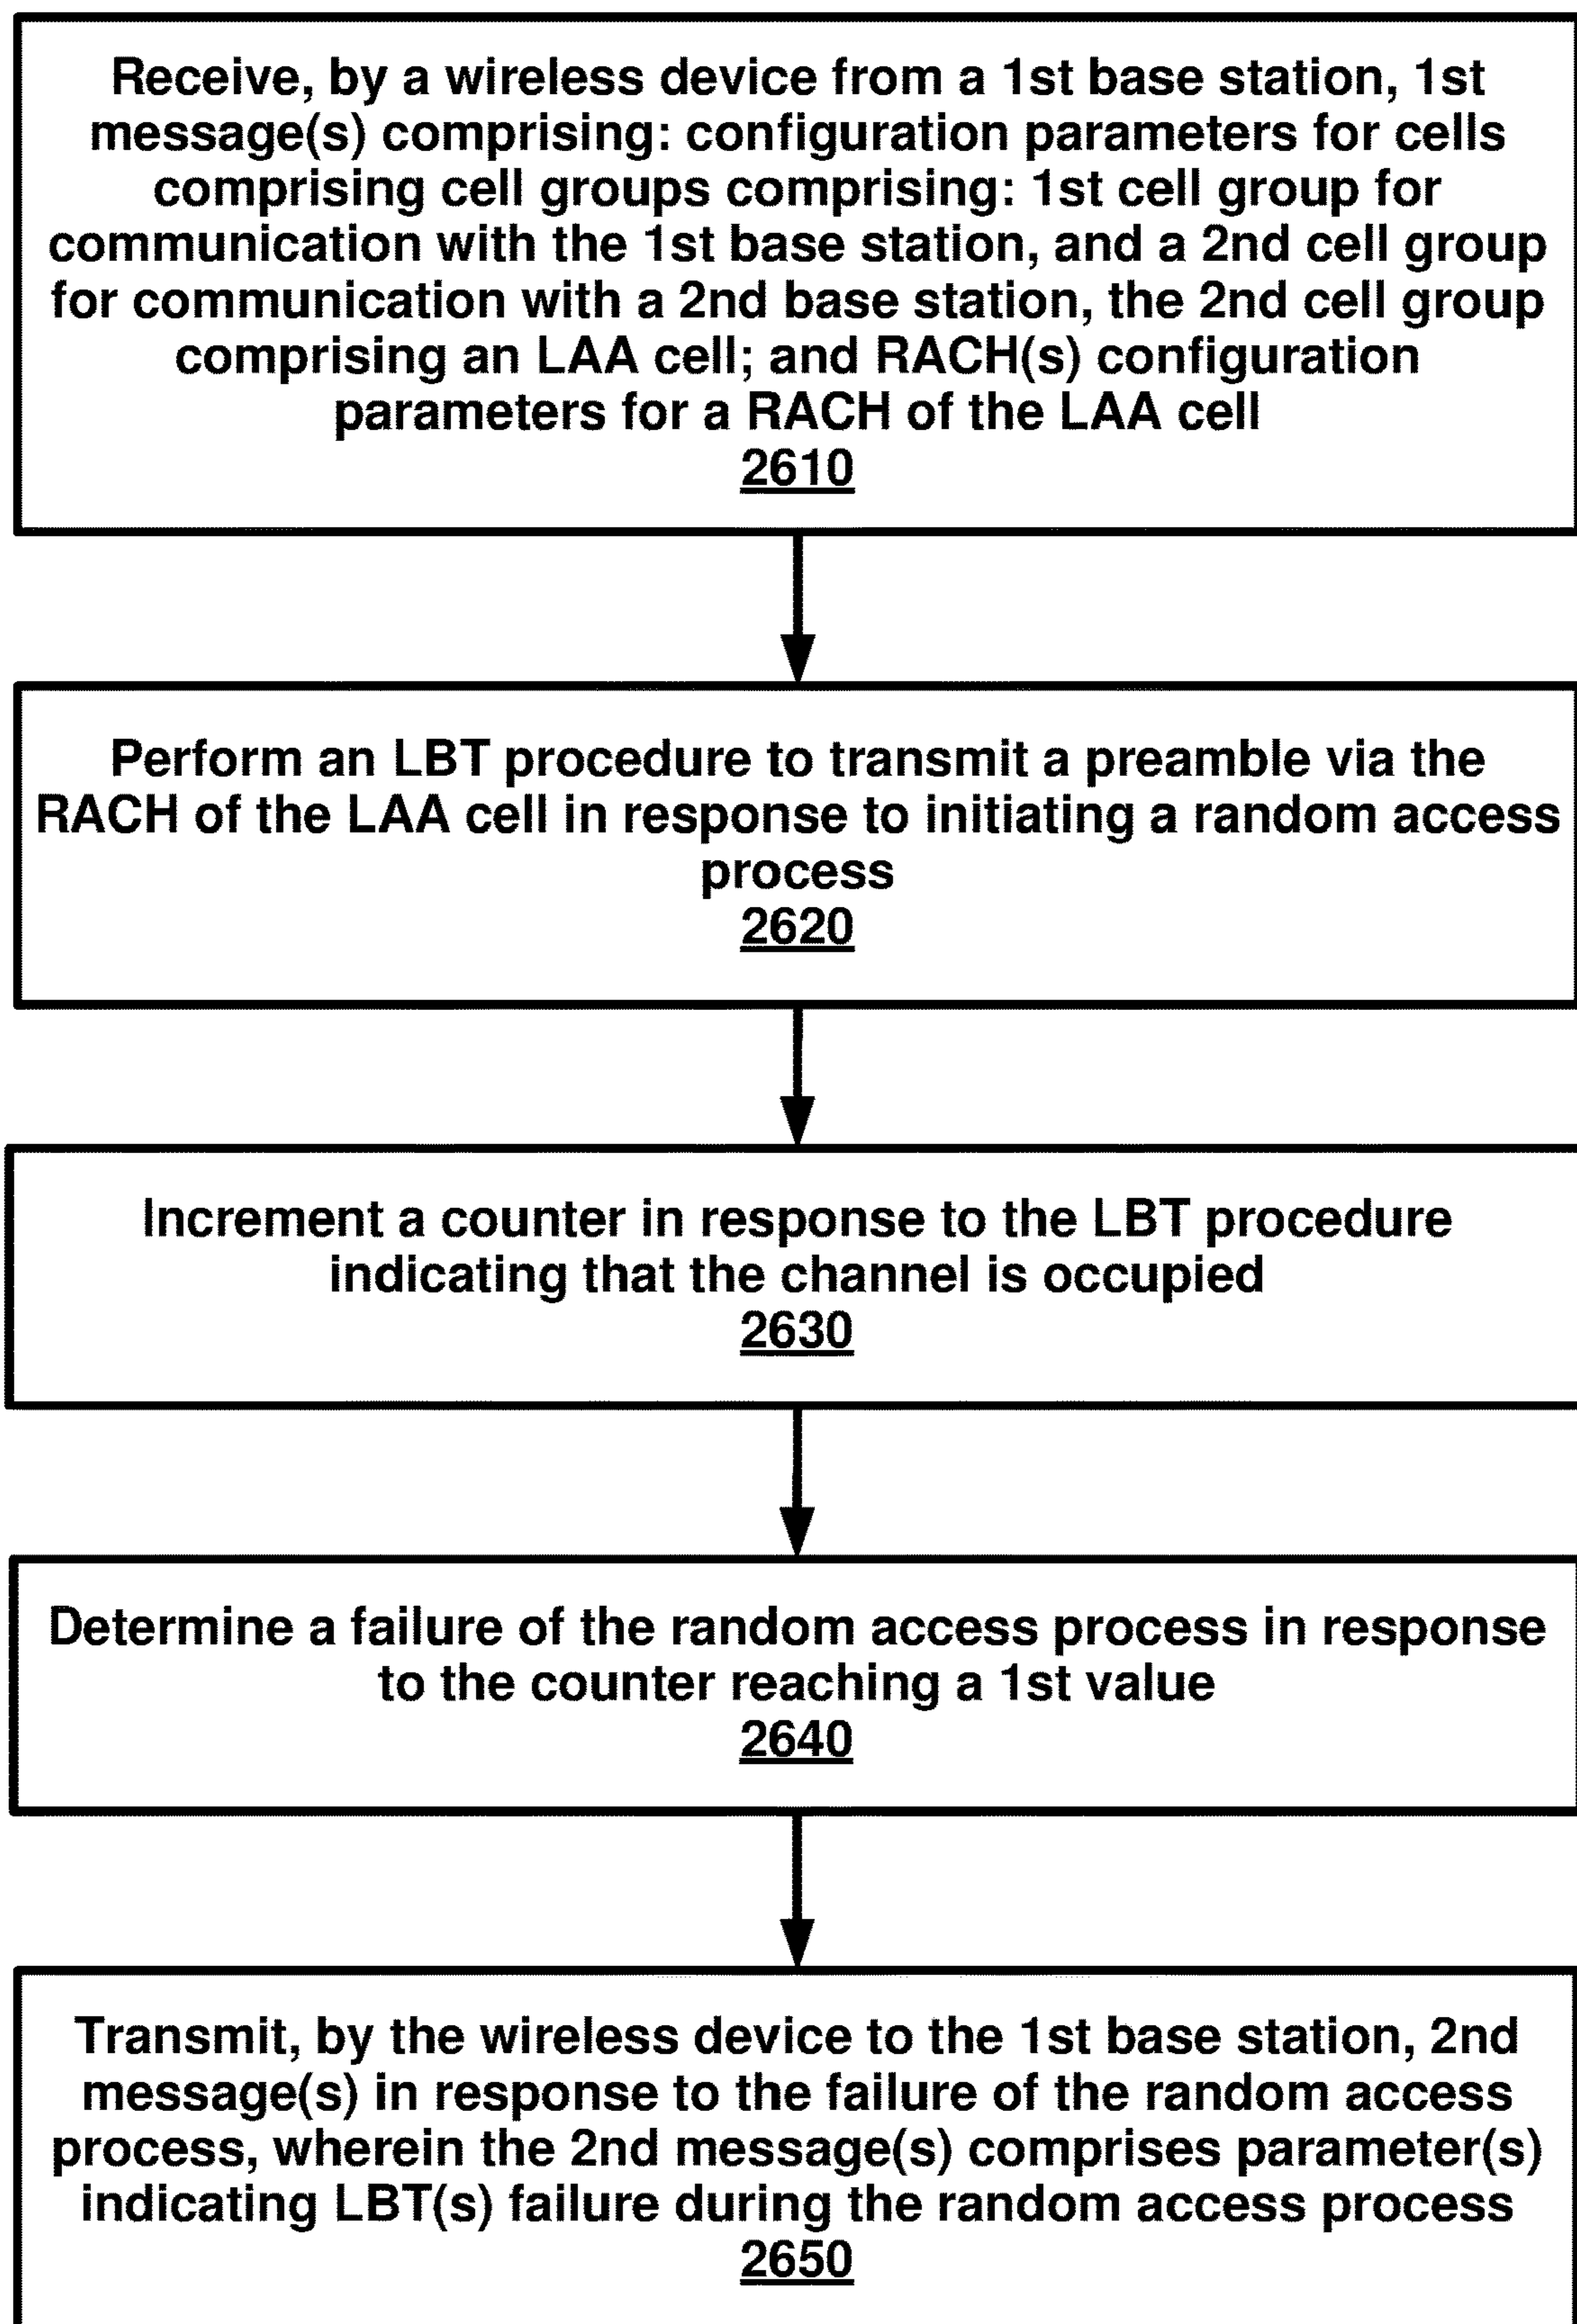 Receive, by a wireless device from a 1st base station, 1st
message(s) comprising: configuration parameters for cells
comprising cell groups comprising: 1st cell group for
communication with the 1st base station, and a 2nd cell group
for communication with a 2nd base station, the 2nd cell group
comprising an LAA cell; and RACH(s) configuration
parameters for a RACH of the LAA cell
2610
Perform an LBT procedure to transmit a preamble via the
RACH of the LAA cell in response to initiating a random access
process
2620
Increment a counter in response to the LBT procedure
indicating that the channel is occupied
2630
Determine a failure of the random access process in response
to the counter reaching a 1st value
2640
Transmit, by the wireless device to the 1st base station, 2nd
message(s) in response to the failure of the random access
process, wherein the 2nd message(s) comprises parameter(s)
indicating LBT(s) failure during the random access process
2650